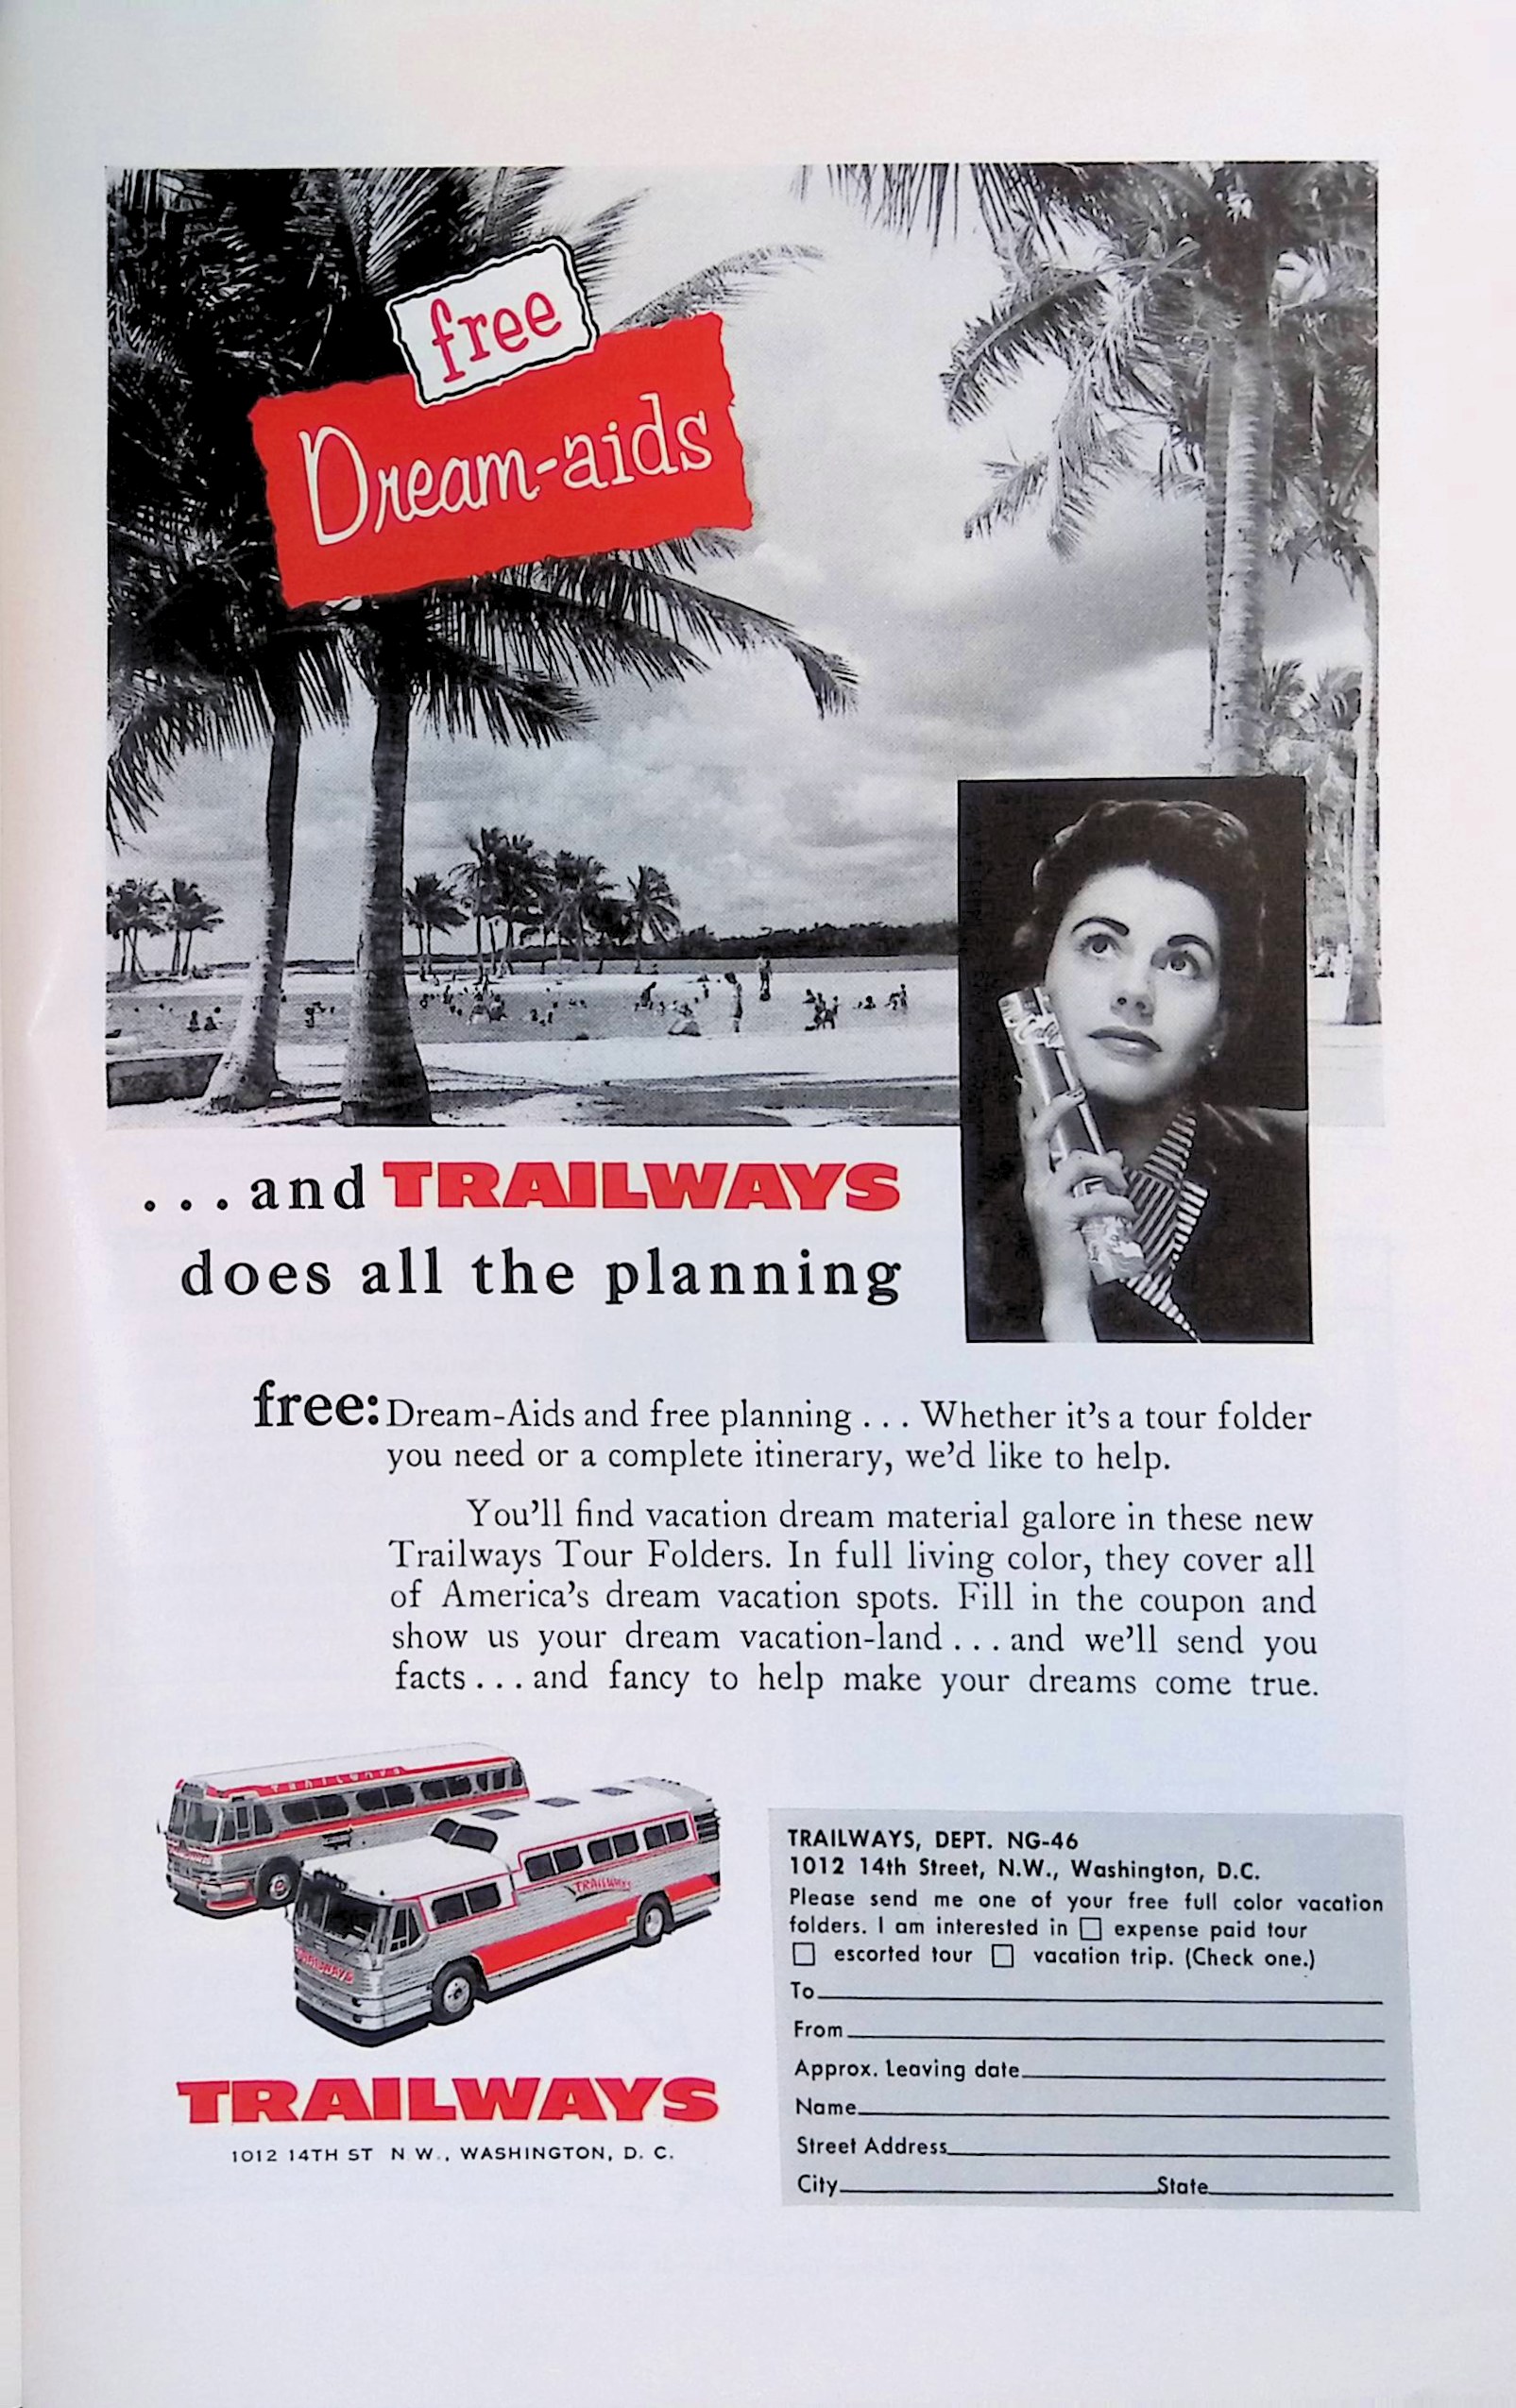 free
Dream-aids
...and TRAILWAYS
does all the planning
free: Dream-Aids and free planning ... Whether it's a tour folder
you need or a complete itinerary, we'd like to help.
You'll find vacation dream material galore in these new
Trailways Tour Folders. In full living color, they cover all
of America's dream vacation spots. Fill in the coupon and
show us your dream vacation-land ... and we'll send you
facts ... and fancy to help make your dreams come true.
TRAILWAYS
TRAILWAYS
TRAILWAYS
TRAILWAYS
1012 14TH ST N W., WASHINGTON, D. C.
TRAILWAYS, DEPT. NG-46
1012 14th Street, N.W., Washington, D.C.
Please send me one of your free full color vacation
folders. I am interested in □ expense paid tour
□ escorted tour □ vacation trip. (Check one.)
To
From
Approx. Leaving date
Name
Street Address
City State